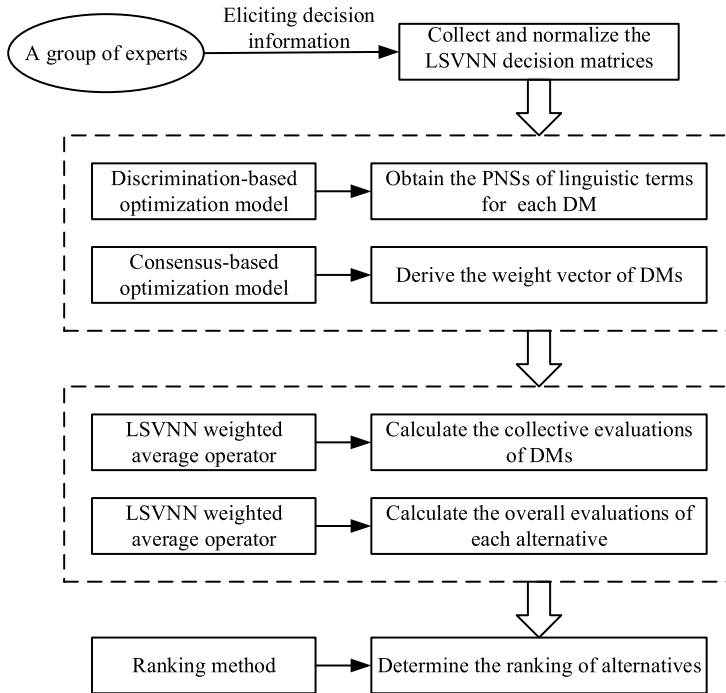 A group of experts
Eliciting decision
information
Collect and normalize the
LSVNN decision matrices
Discrimination-based
optimization model
Obtain the PNSs of linguistic terms
for each DM
Consensus-based
optimization model
Derive the weight vector of DMs
LSVNN weighted
average operator
Calculate the collective evaluations
of DMs
LSVNN weighted
average operator
Calculate the overall evaluations of
each alternative
Ranking method
Determine the ranking of alternatives